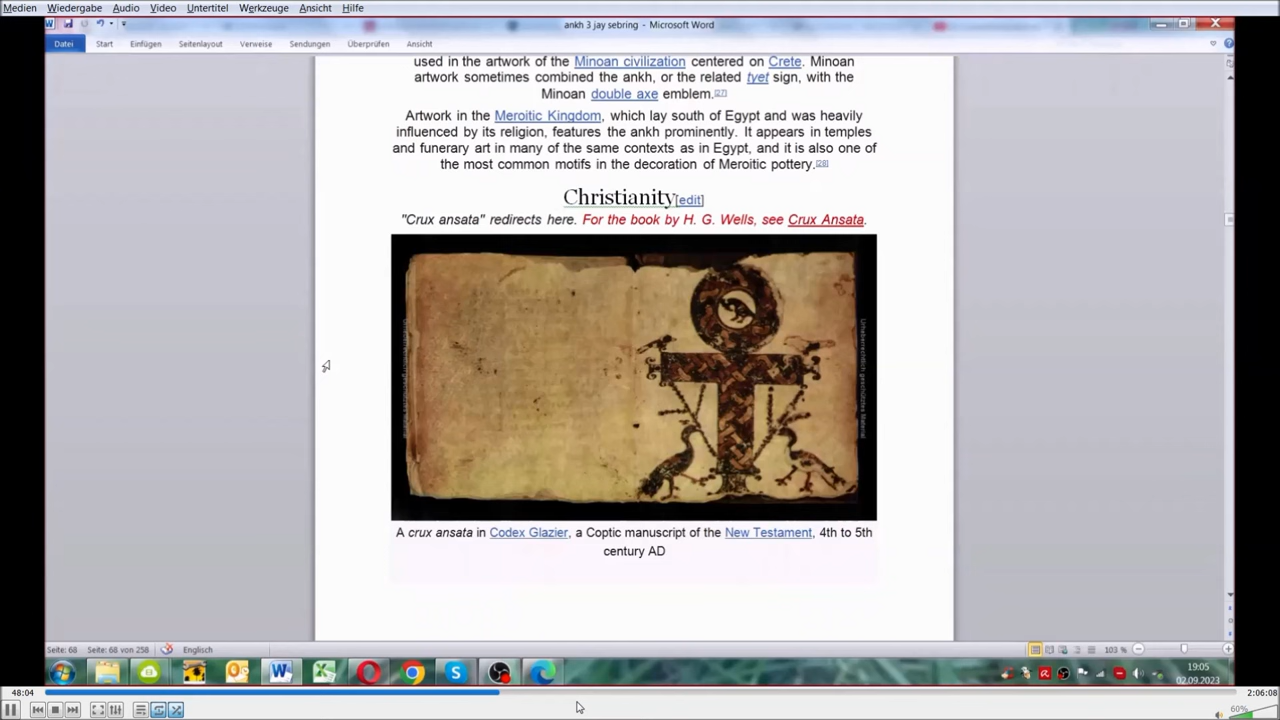 Medien Wiedergabe Audio Video Untertitel Werkzeuge Ansicht Hilfe
ankh 3 jay sebring - Microsoft Word
Datei Start Einfügen Seitenlayout Verweise Sendungen Überprüfen Ansicht
used in the artwork of the Minoan civilization centered on Crete. Minoan
artwork sometimes combined the ankh, or the related tyet sign, with the
Minoan double axe emblem.[27]
Artwork in the Meroitic Kingdom, which lay south of Egypt and was heavily
influenced by its religion, features the ankh prominently. It appears in temples
and funerary art in many of the same contexts as in Egypt, and it is also one of
the most common motifs in the decoration of Meroitic pottery.[28]
Christianity[edit]
"Crux ansata" redirects here. For the book by H. G. Wells, see Crux Ansata.
Urheberrechtlich geschütztes Material
Urheberrechtlich geschütztes Material
A crux ansata in Codex Glazier, a Coptic manuscript of the New Testament, 4th to 5th
century AD
Seite: 68 Seite: 68 von 258 Englisch 103 %
19:05
02.09.2023
48:04 2:06:08
60%